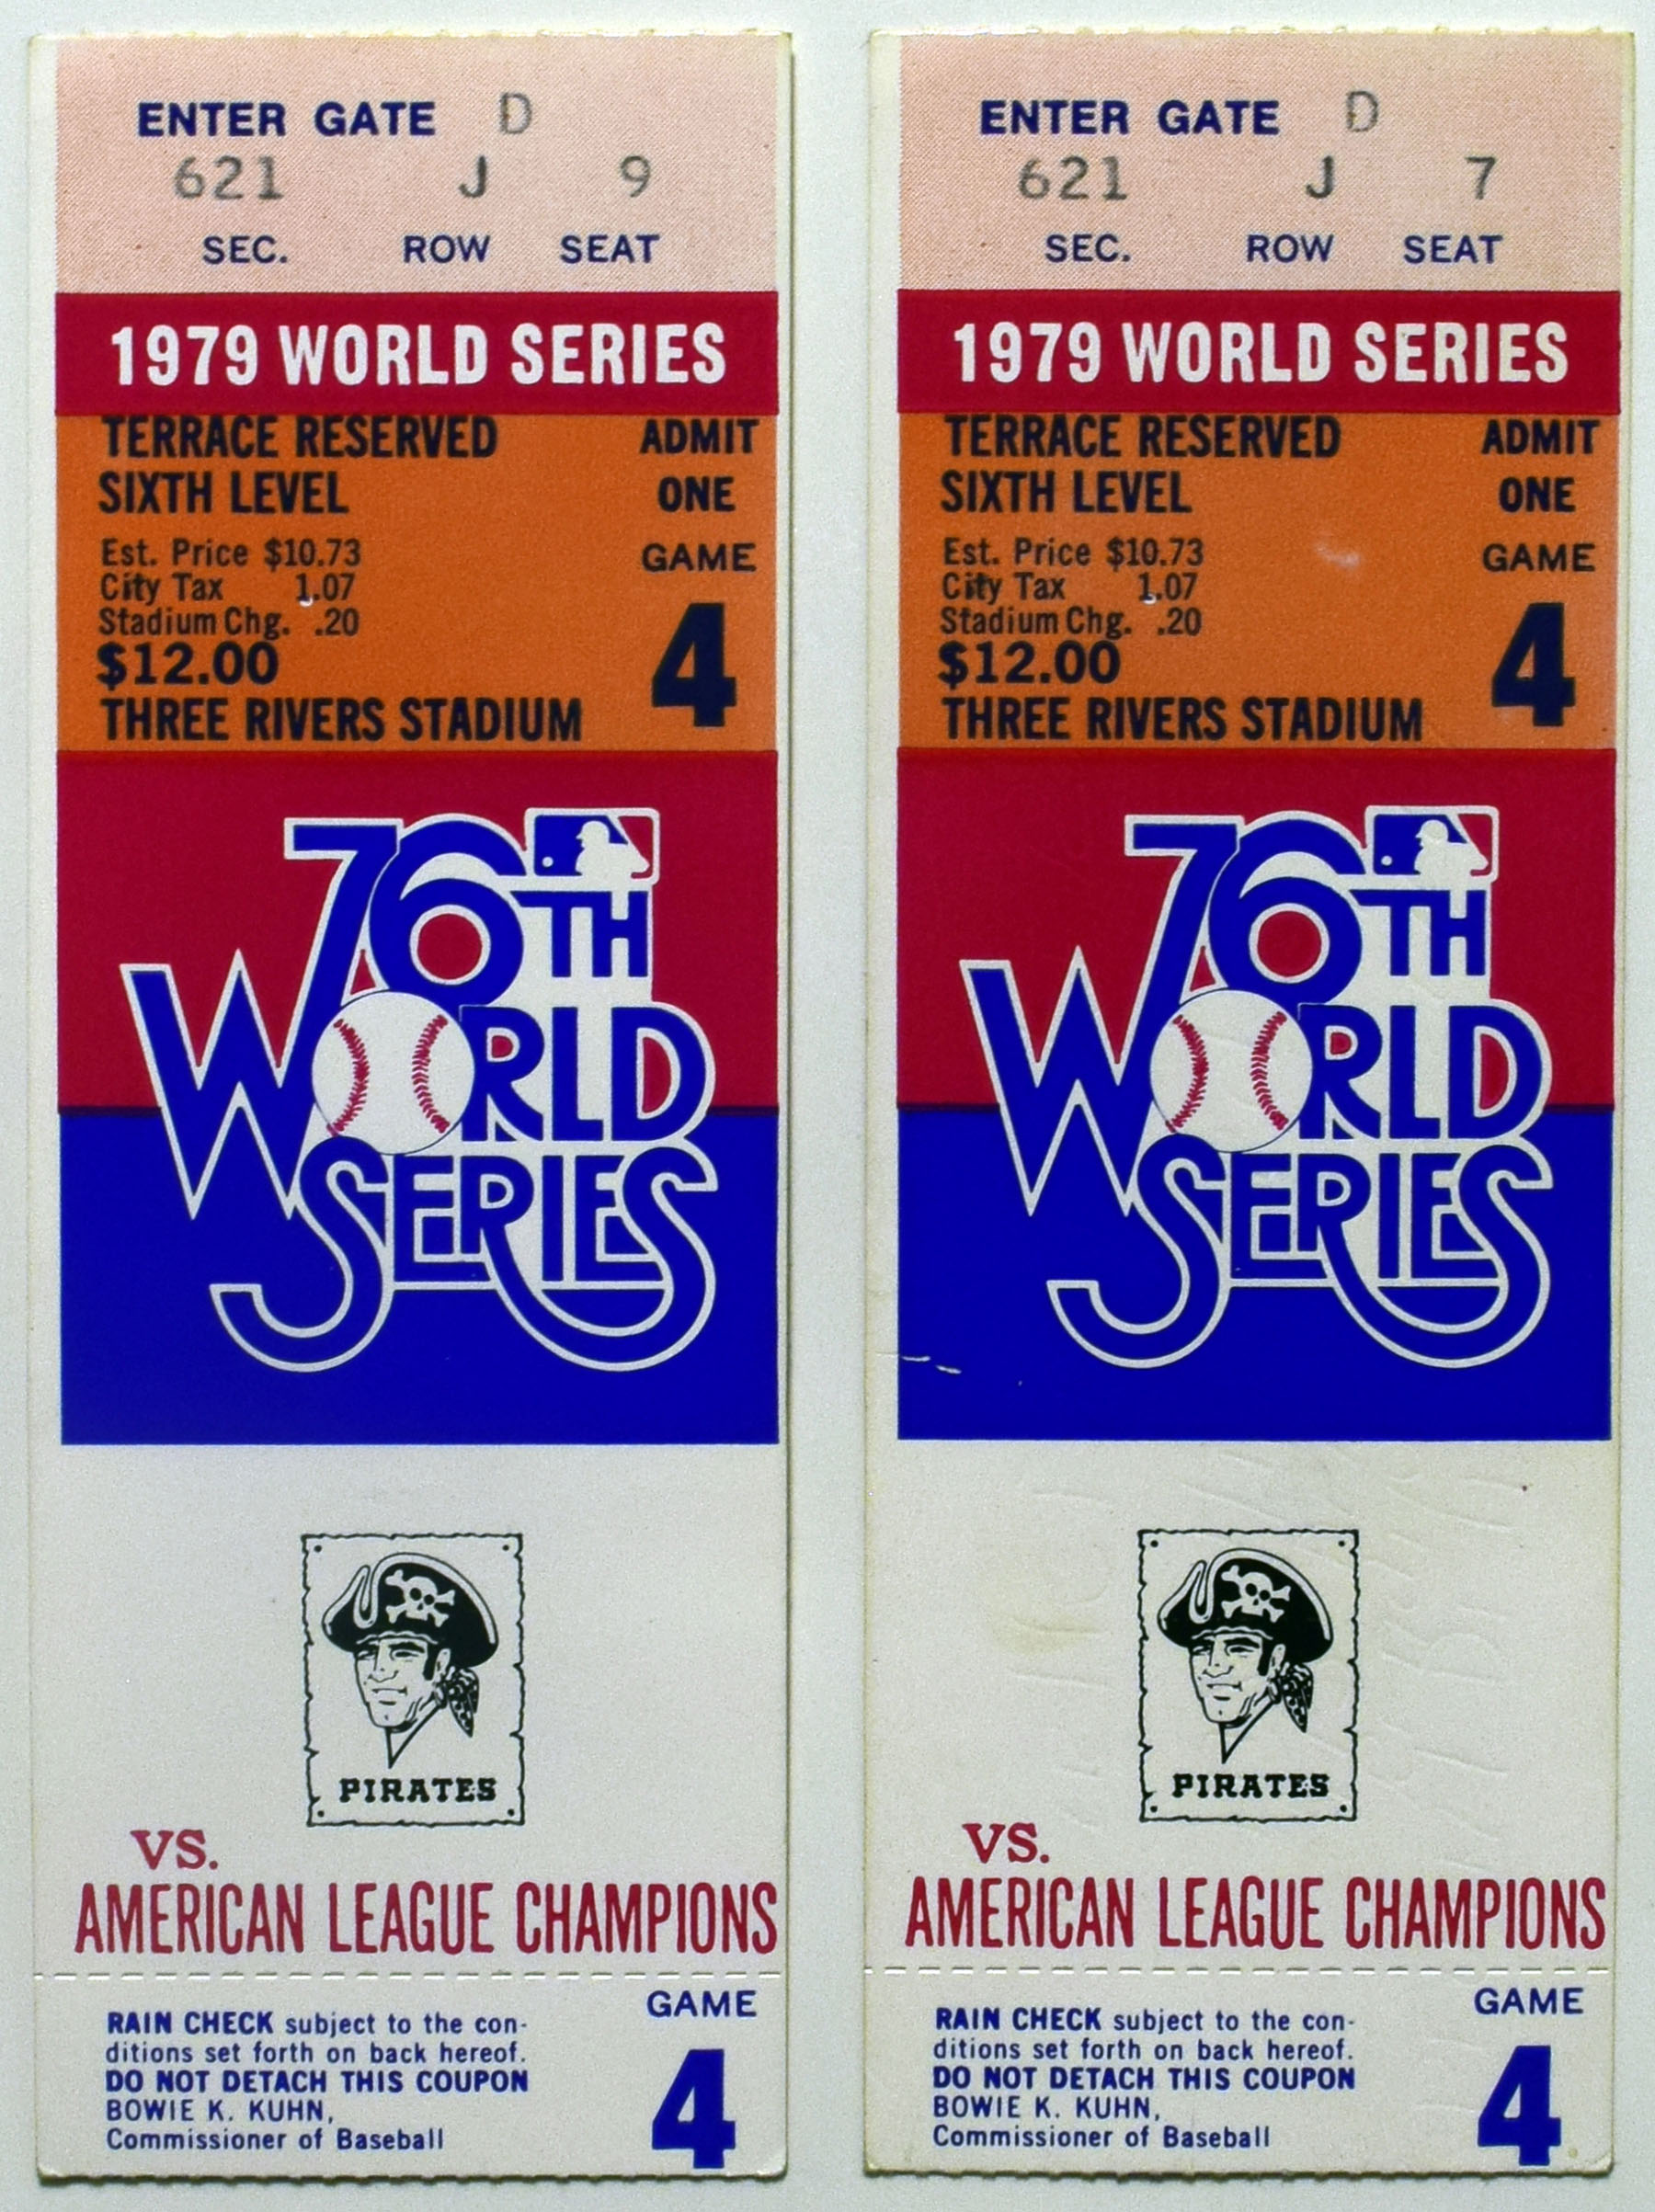 ENTER GATE D
621 J 9
SEC. ROW SEAT
1979 WORLD SERIES
TERRACE RESERVED ADMIT
SIXTH LEVEL ONE
Est. Price $10.73 GAME
City Tax 1.07
Stadium Chg. .20
$12.00 4
THREE RIVERS STADIUM
76TH
WORLD
SERIES
PIRATES
VS.
AMERICAN LEAGUE CHAMPIONS
GAME
RAIN CHECK subject to the con-
ditions set forth on back hereof.
DO NOT DETACH THIS COUPON
BOWIE K. KUHN, 4
Commissioner of Baseball
ENTER GATE D
621 J 7
SEC. ROW SEAT
1979 WORLD SERIES
TERRACE RESERVED ADMIT
SIXTH LEVEL ONE
Est. Price $10.73 GAME
City Tax 1.07
Stadium Chg. .20
$12.00 4
THREE RIVERS STADIUM
76TH
WORLD
SERIES
PIRATES
VS.
AMERICAN LEAGUE CHAMPIONS
GAME
RAIN CHECK subject to the con-
ditions set forth on back hereof.
DO NOT DETACH THIS COUPON
BOWIE K. KUHN, 4
Commissioner of Baseball